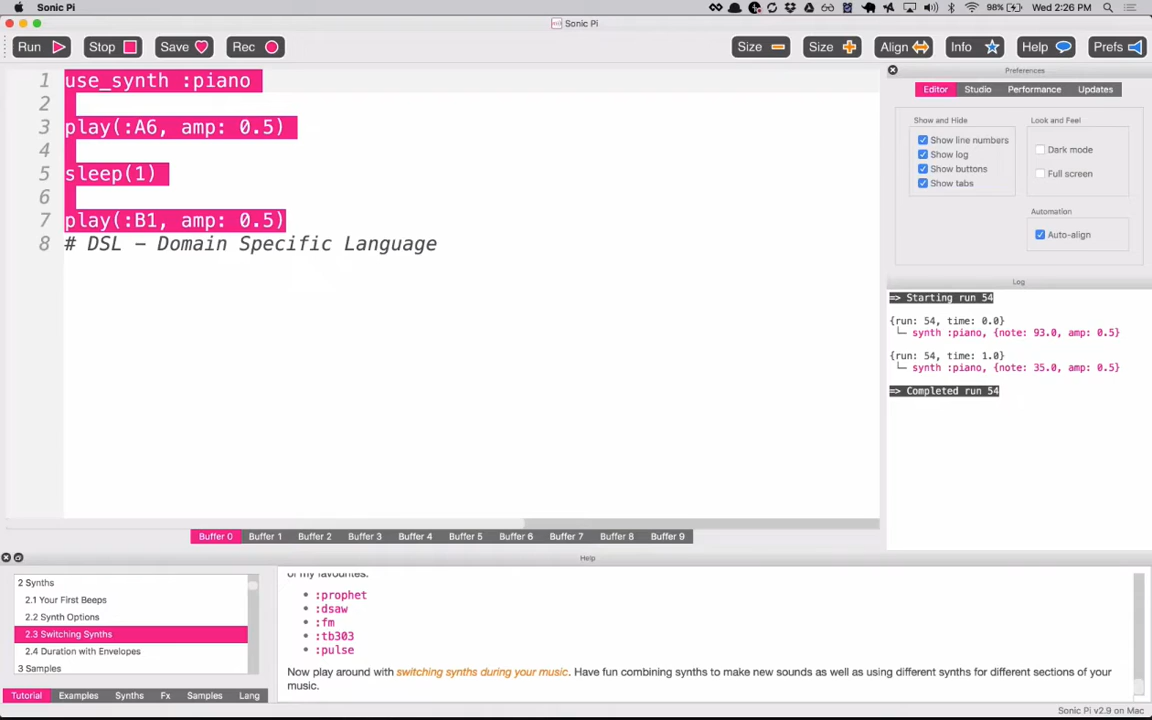 Sonic Pi
98%
Wed 2:26 PM
Sonic Pi
Run
Stop
Save
Rec
Size
Size
Align
Info
Help
Prefs
1 use_synth :piano
2
3 play(:A6, amp: 0.5)
4
5 sleep(1)
6
7 play(:B1, amp: 0.5)
8 # DSL – Domain Specific Language
Preferences
Editor Studio Performance Updates
Show and Hide
Show line numbers
Show log
Show buttons
Show tabs
Look and Feel
Dark mode
Full screen
Automation
Auto-align
Log
=> Starting run 54
{run: 54, time: 0.0}
synth :piano, {note: 93.0, amp: 0.5}
{run: 54, time: 1.0}
synth :piano, {note: 35.0, amp: 0.5}
=> Completed run 54
Buffer 0 Buffer 1 Buffer 2 Buffer 3 Buffer 4 Buffer 5 Buffer 6 Buffer 7 Buffer 8 Buffer 9
Help
2 Synths
2.1 Your First Beeps
2.2 Synth Options
2.3 Switching Synths
2.4 Duration with Envelopes
3 Samples
Tutorial Examples Synths Fx Samples Lang
of my favourites.
• :prophet
• :dsaw
• :fm
• :tb303
• :pulse
Now play around with switching synths during your music. Have fun combining synths to make new sounds as well as using different synths for different sections of your
music.
Sonic Pi v2.9 on Mac